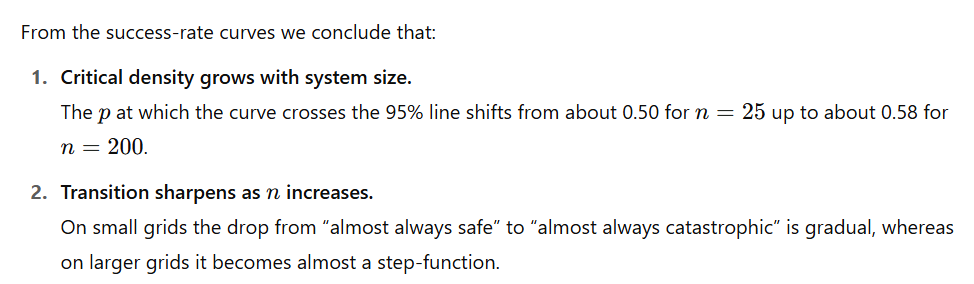 From the success-rate curves we conclude that:
1. Critical density grows with system size.
The p at which the curve crosses the 95% line shifts from about 0.50 for n = 25 up to about 0.58 for
n = 200.
2. Transition sharpens as n increases.
On small grids the drop from “almost always safe” to “almost always catastrophic” is gradual, whereas
on larger grids it becomes almost a step-function.